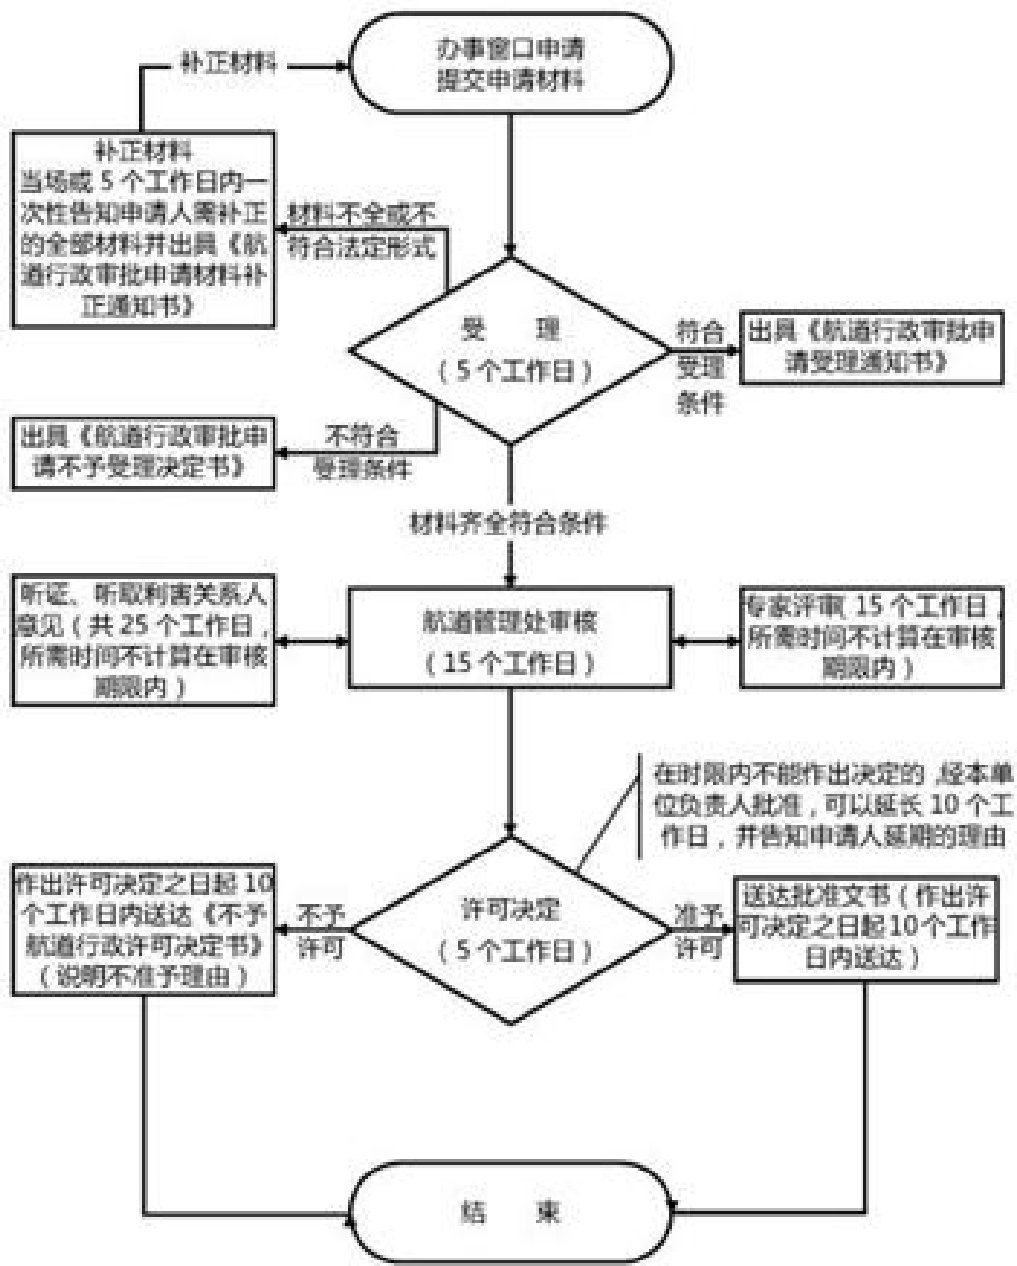 办事窗口申请
提交申请材料
补正材料
补正材料
当场或 5 个工作日内一
次性告知申请人需补正
的全部材料并出具《航
道行政审批申请材料补
正通知书》
材料不全或不
符合法定形式
受 理
（5 个工作日）
符合
受理
条件
出具《航道行政审批申
请受理通知书》
出具《航道行政审批申
请不予受理决定书》
不符合
受理条件
材料齐全符合条件
听证、听取利害关系人
意见（共 25 个工作日，
所需时间不计算在审核
期限内）
航道管理处审核
（15 个工作日）
专家评审（15 个工作日，
所需时间不计算在审核
期限内）
在时限内不能作出决定的，经本单
位负责人批准，可以延长 10 个工
作日，并告知申请人延期的理由
作出许可决定之日起 10
个工作日内送达《不予
航道行政许可决定书》
（说明不准予理由）
不予
许可
许可决定
（5 个工作日）
准予
许可
送达批准文书（作出许
可决定之日起 10 个工作
日内送达）
结 束